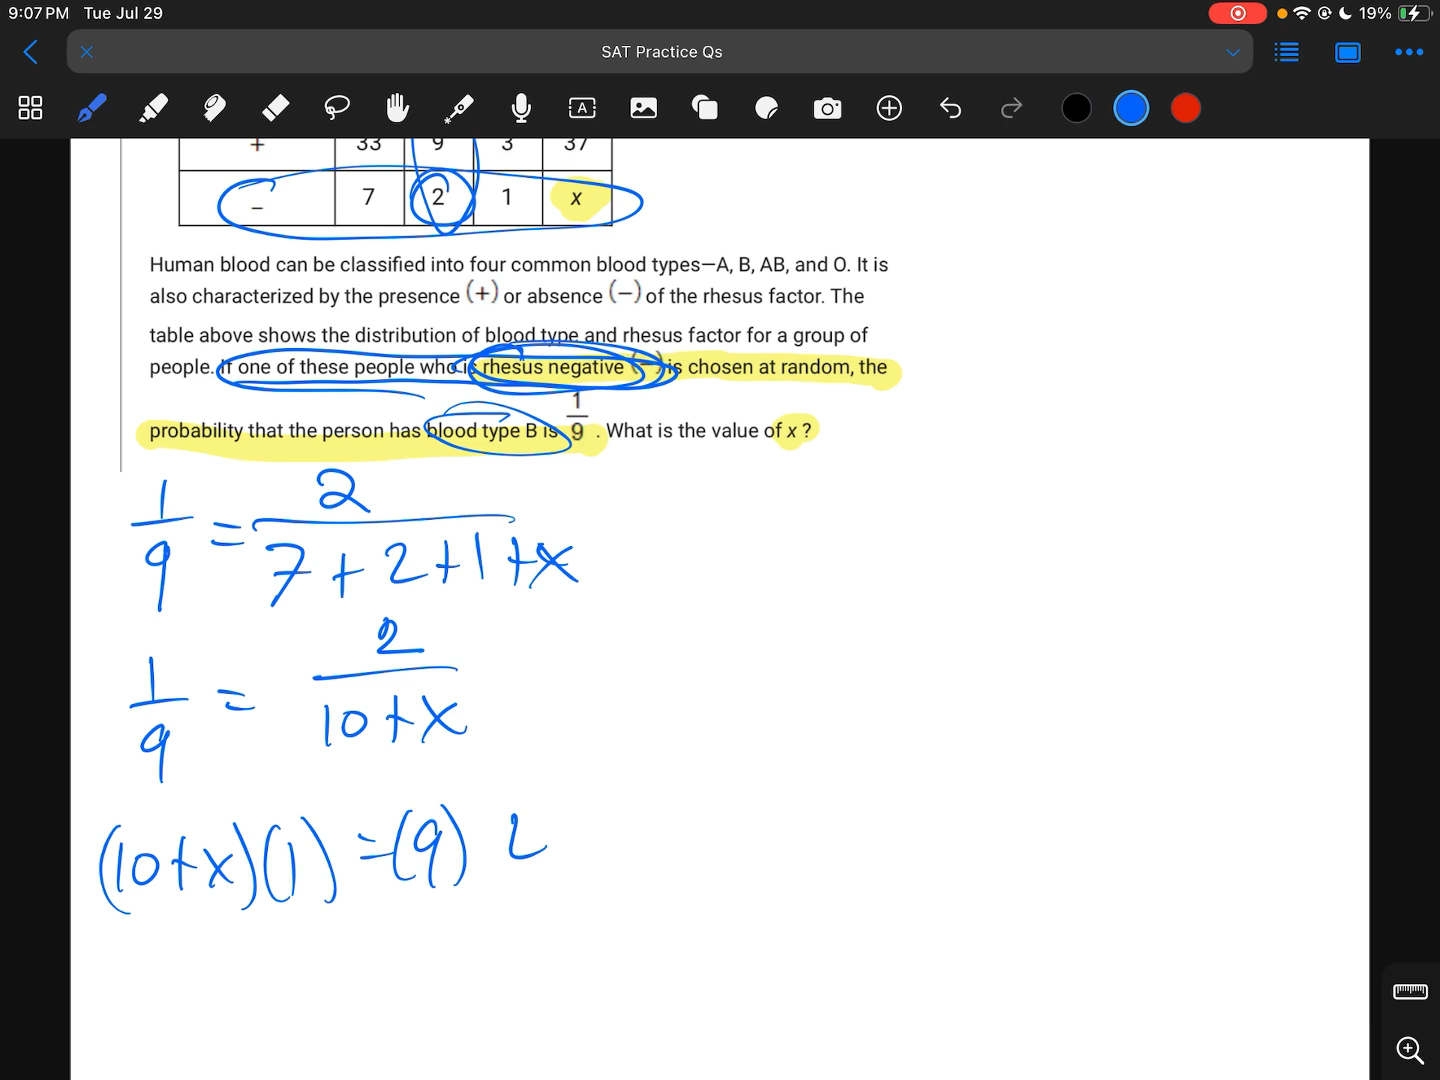 9:07 PM Tue Jul 29
19%
SAT Practice Qs
A
+ 33 9 3 37
− 7 2 1 x
Human blood can be classified into four common blood types—A, B, AB, and O. It is
also characterized by the presence (+) or absence (−) of the rhesus factor. The
table above shows the distribution of blood type and rhesus factor for a group of
people. If one of these people who is rhesus negative (−) is chosen at random, the
probability that the person has blood type B is 1/9 . What is the value of x ?
1/9 = 2/(7+2+1+x)
1/9 = 2/(10+x)
(10+x)(1) = (9) 2